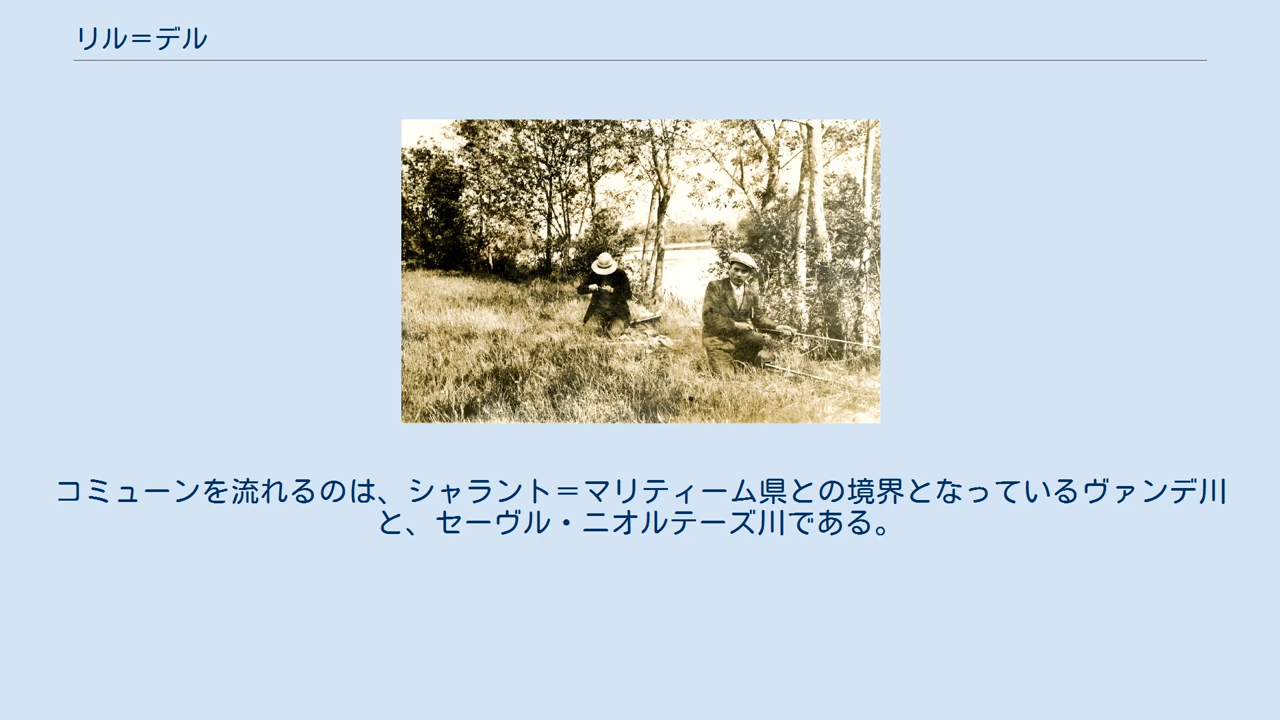 リル＝デル
コミューンを流れるのは、シャラント＝マリティーム県との境界となっているヴァンデ川
と、セーヴル・ニオルテーズ川である。